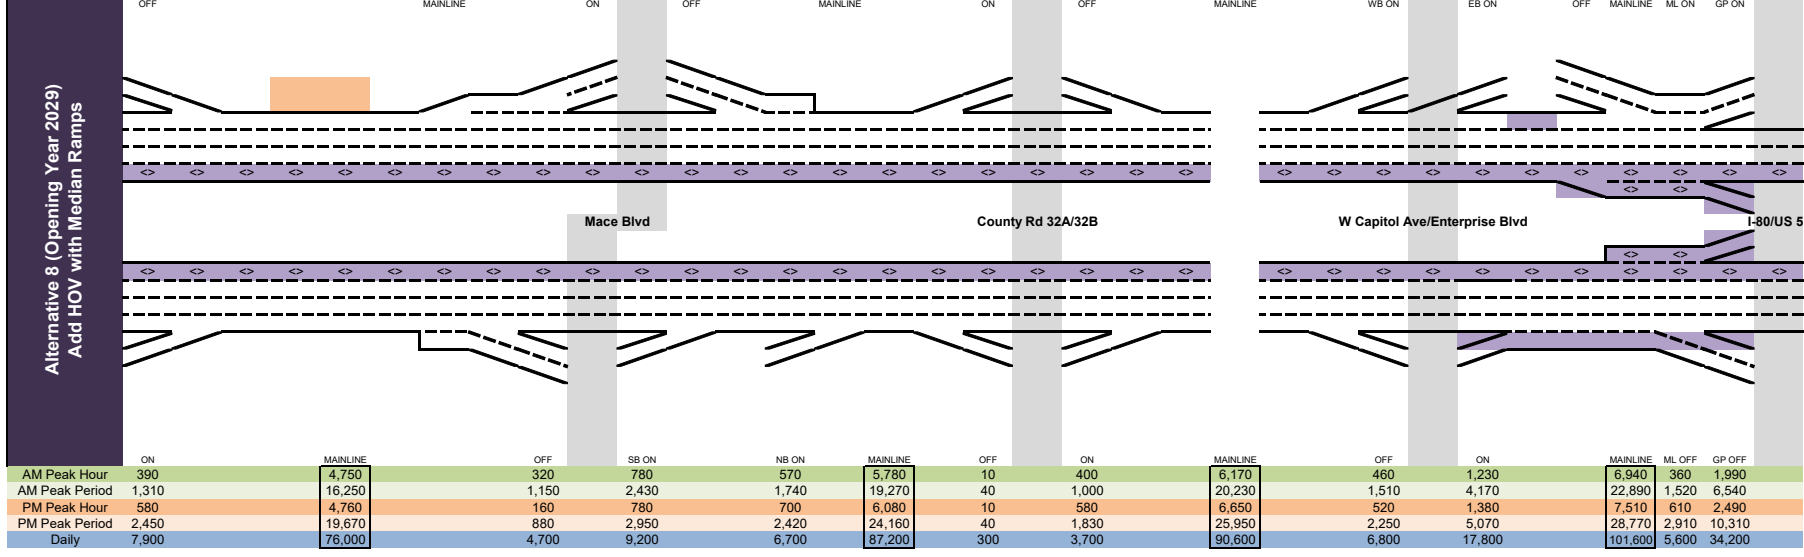 OFF MAINLINE ON OFF MAINLINE ON OFF MAINLINE WB ON EB ON OFF MAINLINE ML ON GP ON
Alternative 8 (Opening Year 2029)
Add HOV with Median Ramps
<> <> <> <> <> <> <> <> <> <> <> <> <> <> <> <> <> <> <> <> <> <> <> <> <> <> <> <> <> <> <> <> <>
<> <>
Mace Blvd County Rd 32A/32B W Capitol Ave/Enterprise Blvd I-80/US 5
<> <>
<> <> <> <> <> <> <> <> <> <> <> <> <> <> <> <> <> <> <> <> <> <> <> <> <> <> <> <> <> <> <> <> <>
ON MAINLINE OFF SB ON NB ON MAINLINE OFF ON MAINLINE OFF ON MAINLINE ML OFF GP OFF
AM Peak Hour 390 4,750 320 780 570 5,780 10 400 6,170 460 1,230 6,940 360 1,990
AM Peak Period 1,310 16,250 1,150 2,430 1,740 19,270 40 1,000 20,230 1,510 4,170 22,890 1,520 6,540
PM Peak Hour 580 4,760 160 780 700 6,080 10 580 6,650 520 1,380 7,510 610 2,490
PM Peak Period 2,450 19,670 880 2,950 2,420 24,160 40 1,830 25,950 2,250 5,070 28,770 2,910 10,310
Daily 7,900 76,000 4,700 9,200 6,700 87,200 300 3,700 90,600 6,800 17,800 101,600 5,600 34,200